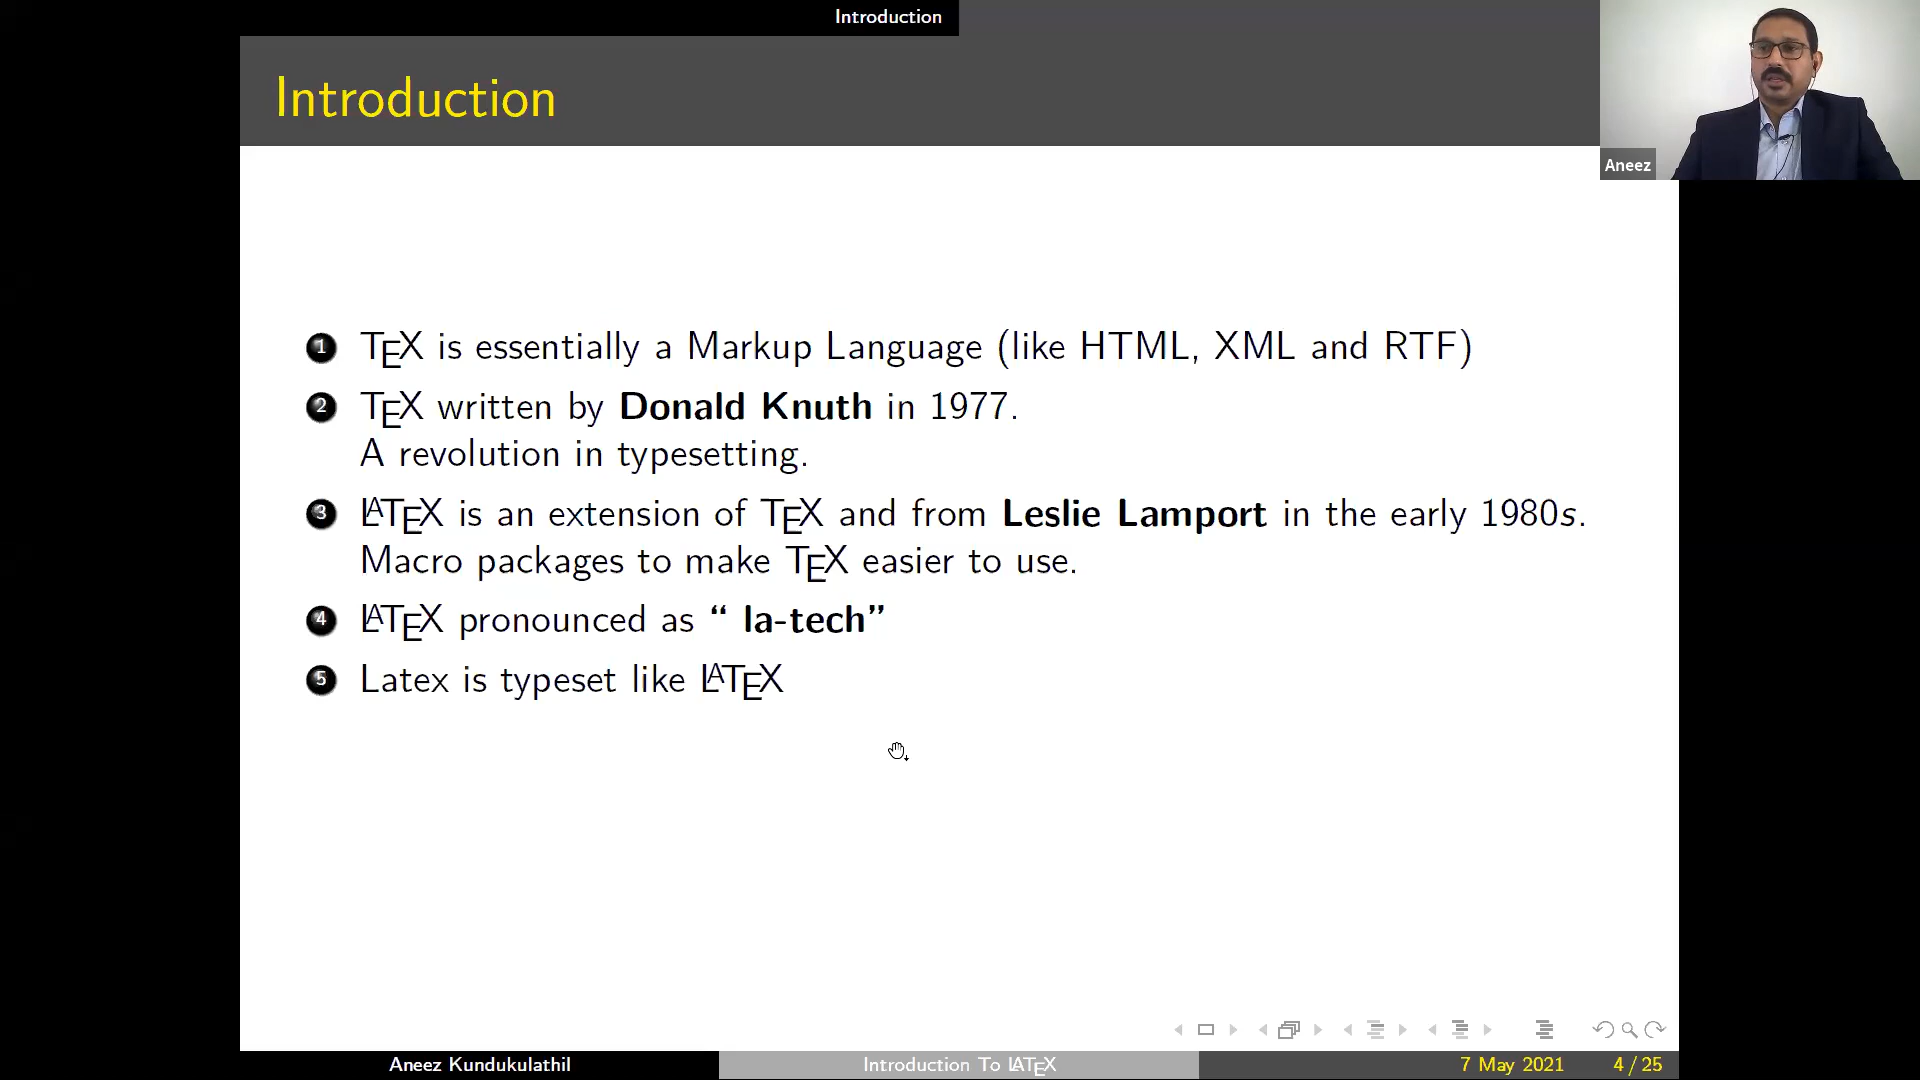 Introduction
Introduction
Aneez
1 TEX is essentially a Markup Language (like HTML, XML and RTF)
2 TEX written by Donald Knuth in 1977.
A revolution in typesetting.
3 LATEX is an extension of TEX and from Leslie Lamport in the early 1980s.
Macro packages to make TEX easier to use.
4 LATEX pronounced as “ la-tech”
5 Latex is typeset like LATEX
Aneez Kundukulathil Introduction To LATEX 7 May 2021 4 / 25